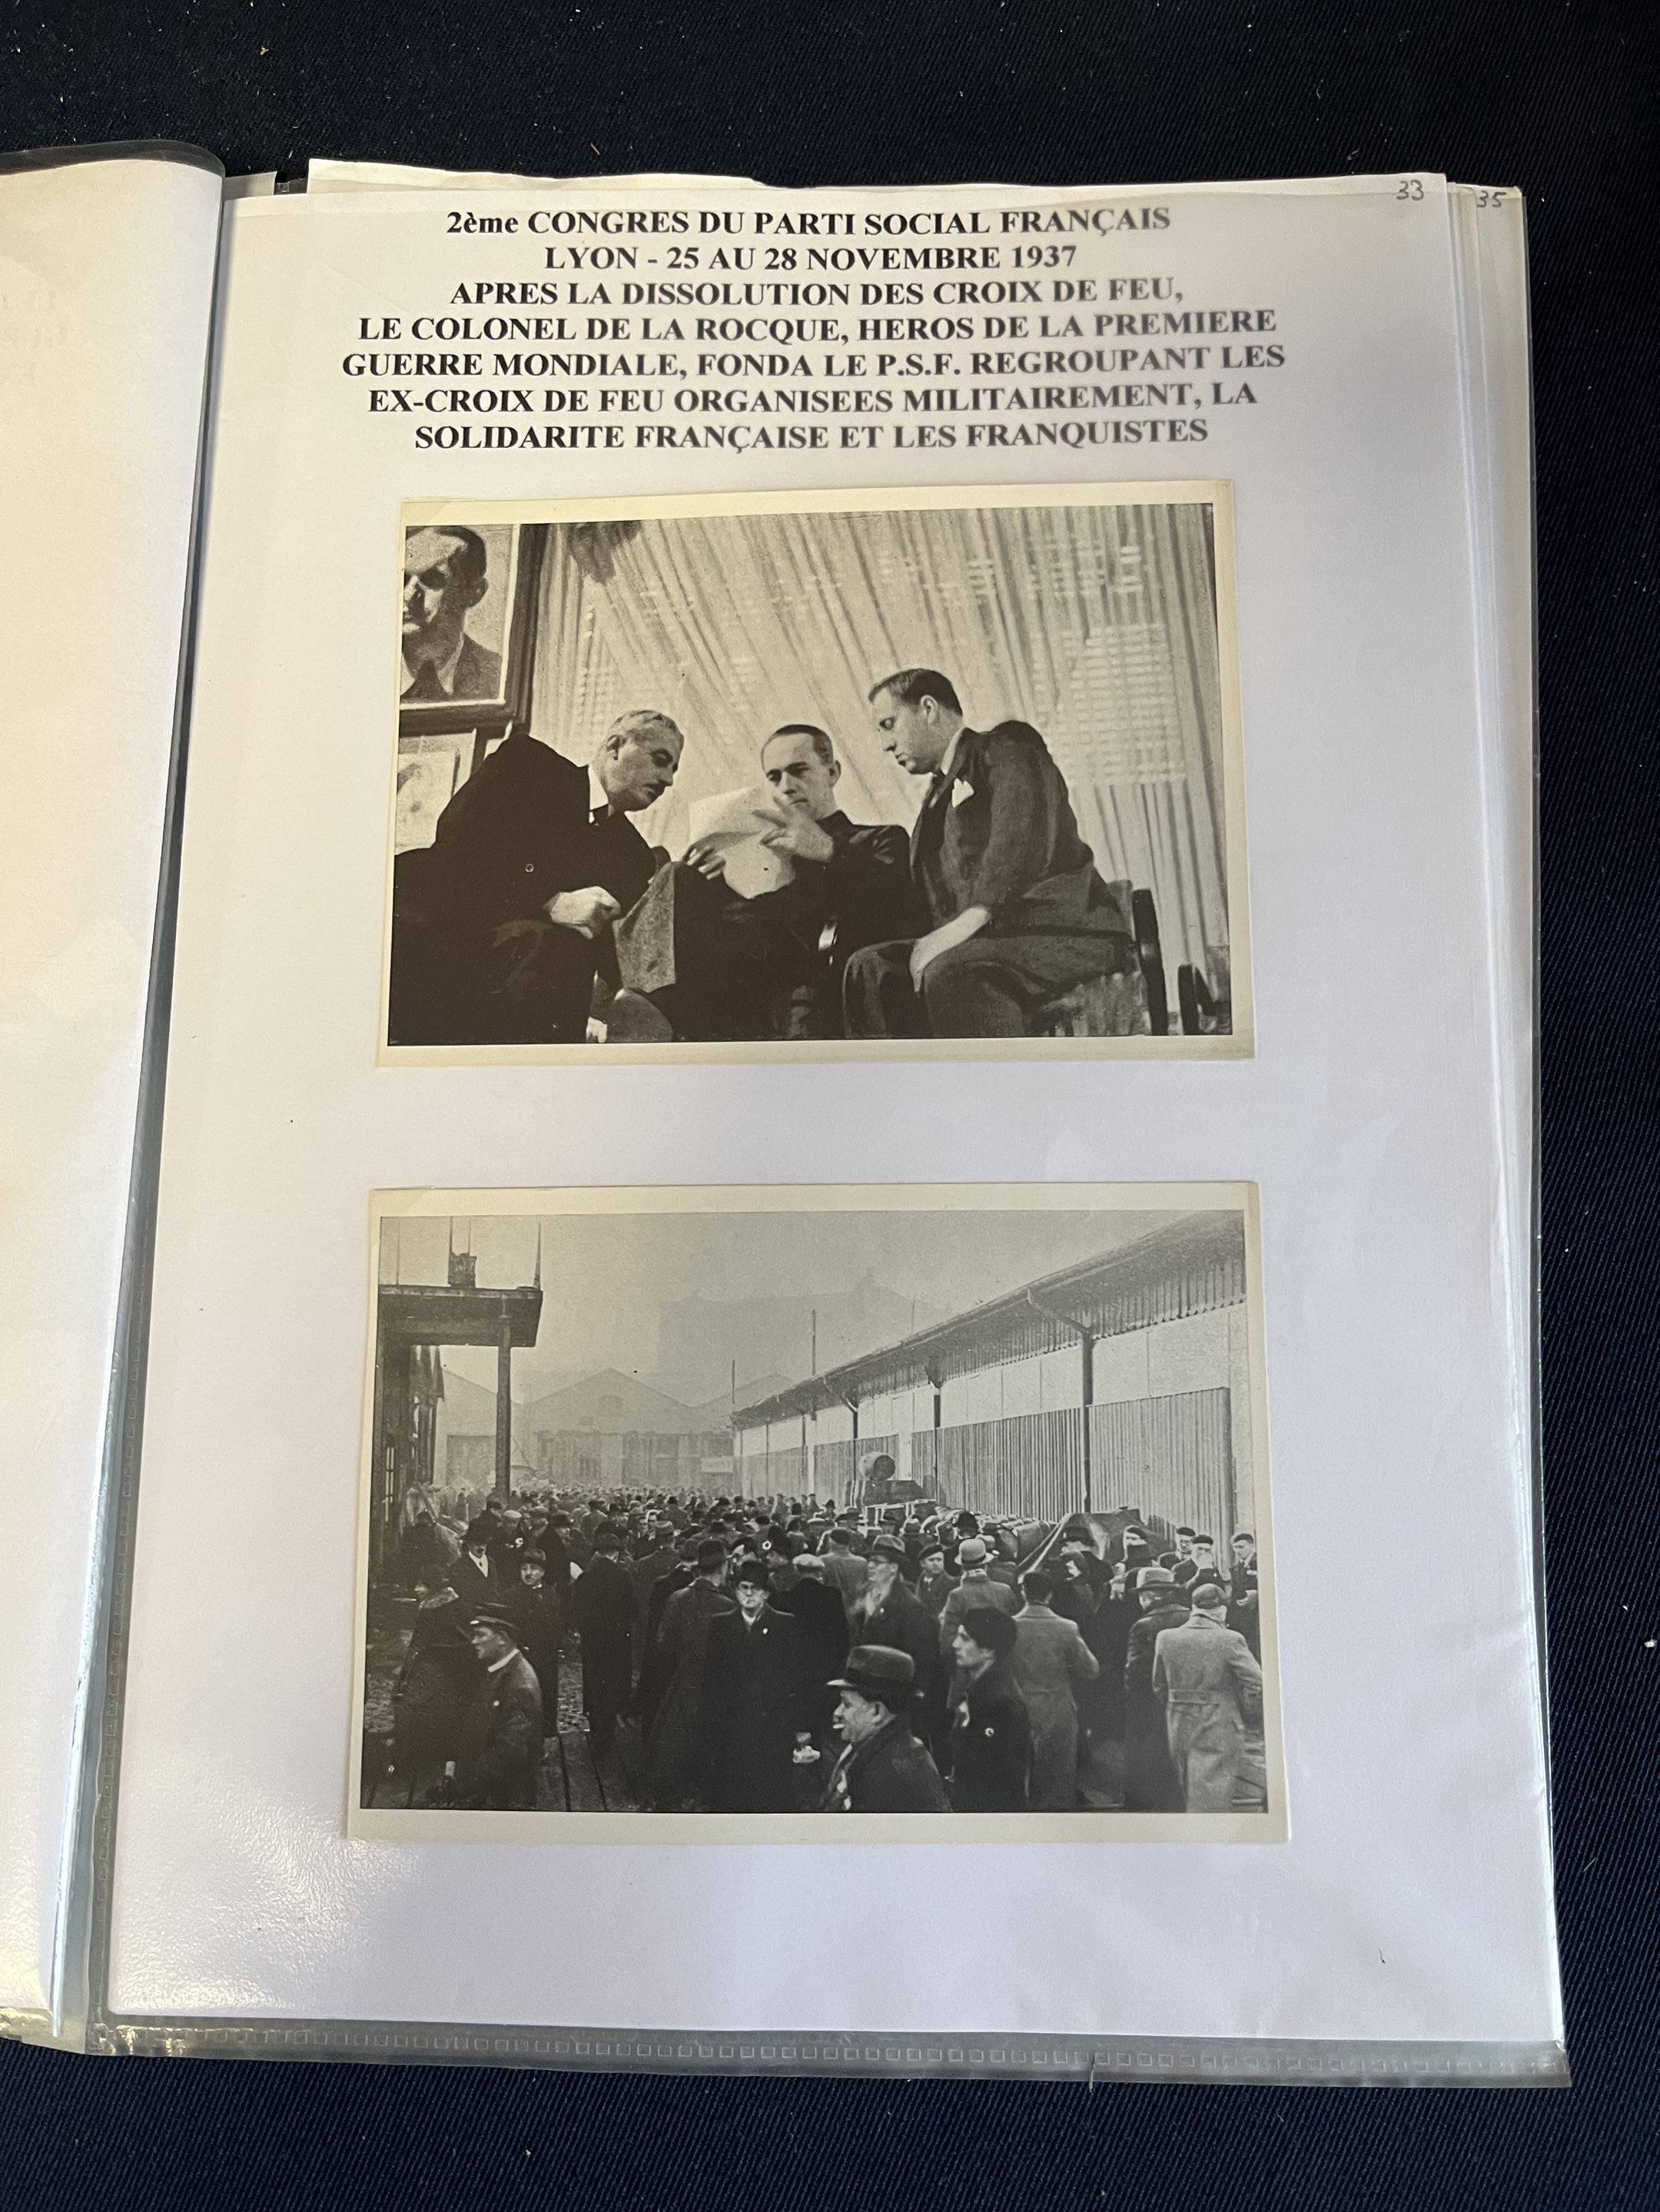 33
35
2ème CONGRES DU PARTI SOCIAL FRANÇAIS
LYON - 25 AU 28 NOVEMBRE 1937
APRES LA DISSOLUTION DES CROIX DE FEU,
LE COLONEL DE LA ROCQUE, HEROS DE LA PREMIERE
GUERRE MONDIALE, FONDA LE P.S.F. REGROUPANT LES
EX-CROIX DE FEU ORGANISEES MILITAIREMENT, LA
SOLIDARITE FRANÇAISE ET LES FRANQUISTES